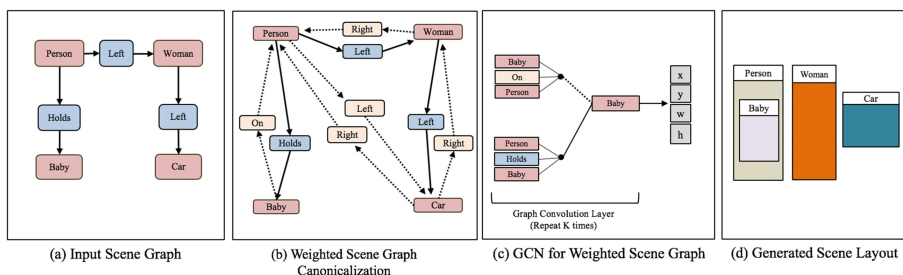 Person
Left
Woman
Holds
Left
Baby
Car
(a) Input Scene Graph
Right
Person
Woman
Left
Left
Left
On
Right
Holds
Right
Baby
Car
(b) Weighted Scene Graph
Canonicalization
Baby
On
Person
Baby
Person
Holds
Baby
x
y
w
h
Graph Convolution Layer
(Repeat K times)
(c) GCN for Weighted Scene Graph
Person
Woman
Baby
Car
(d) Generated Scene Layout